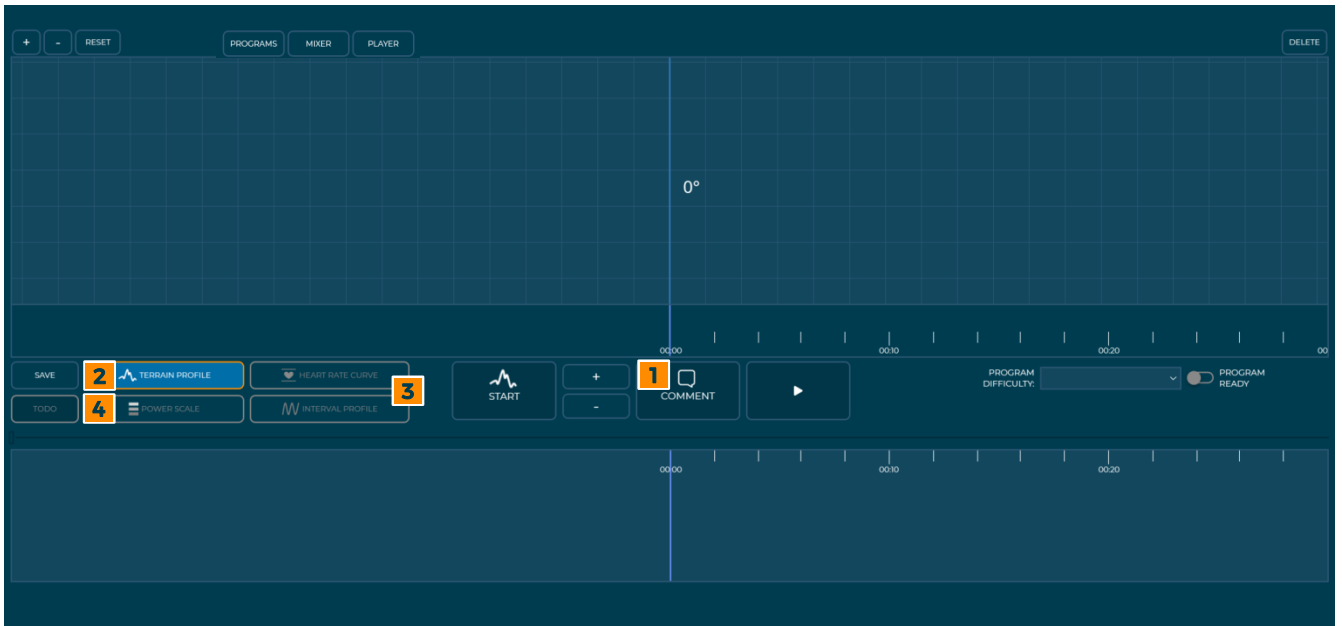 + - RESET PROGRAMS MIXER PLAYER DELETE
0°
00:00 00:10 00:20 00
SAVE 2 TERRAIN PROFILE HEART RATE CURVE
TODO 4 POWER SCALE INTERVAL PROFILE 3
START
+
-
1 COMMENT
PROGRAM
DIFFICULTY:
PROGRAM
READY
00:00 00:10 00:20